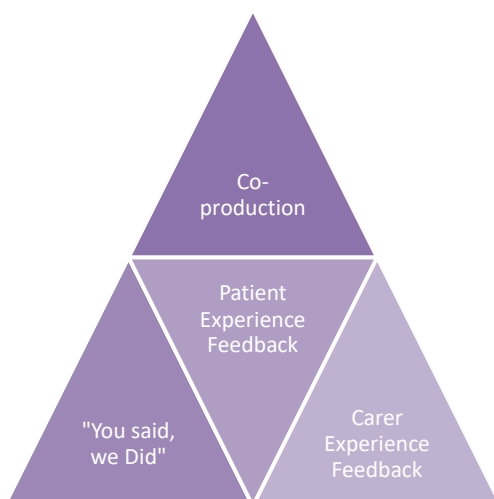 Co-
production
Patient
Experience
Feedback
"You said,
we Did"
Carer
Experience
Feedback